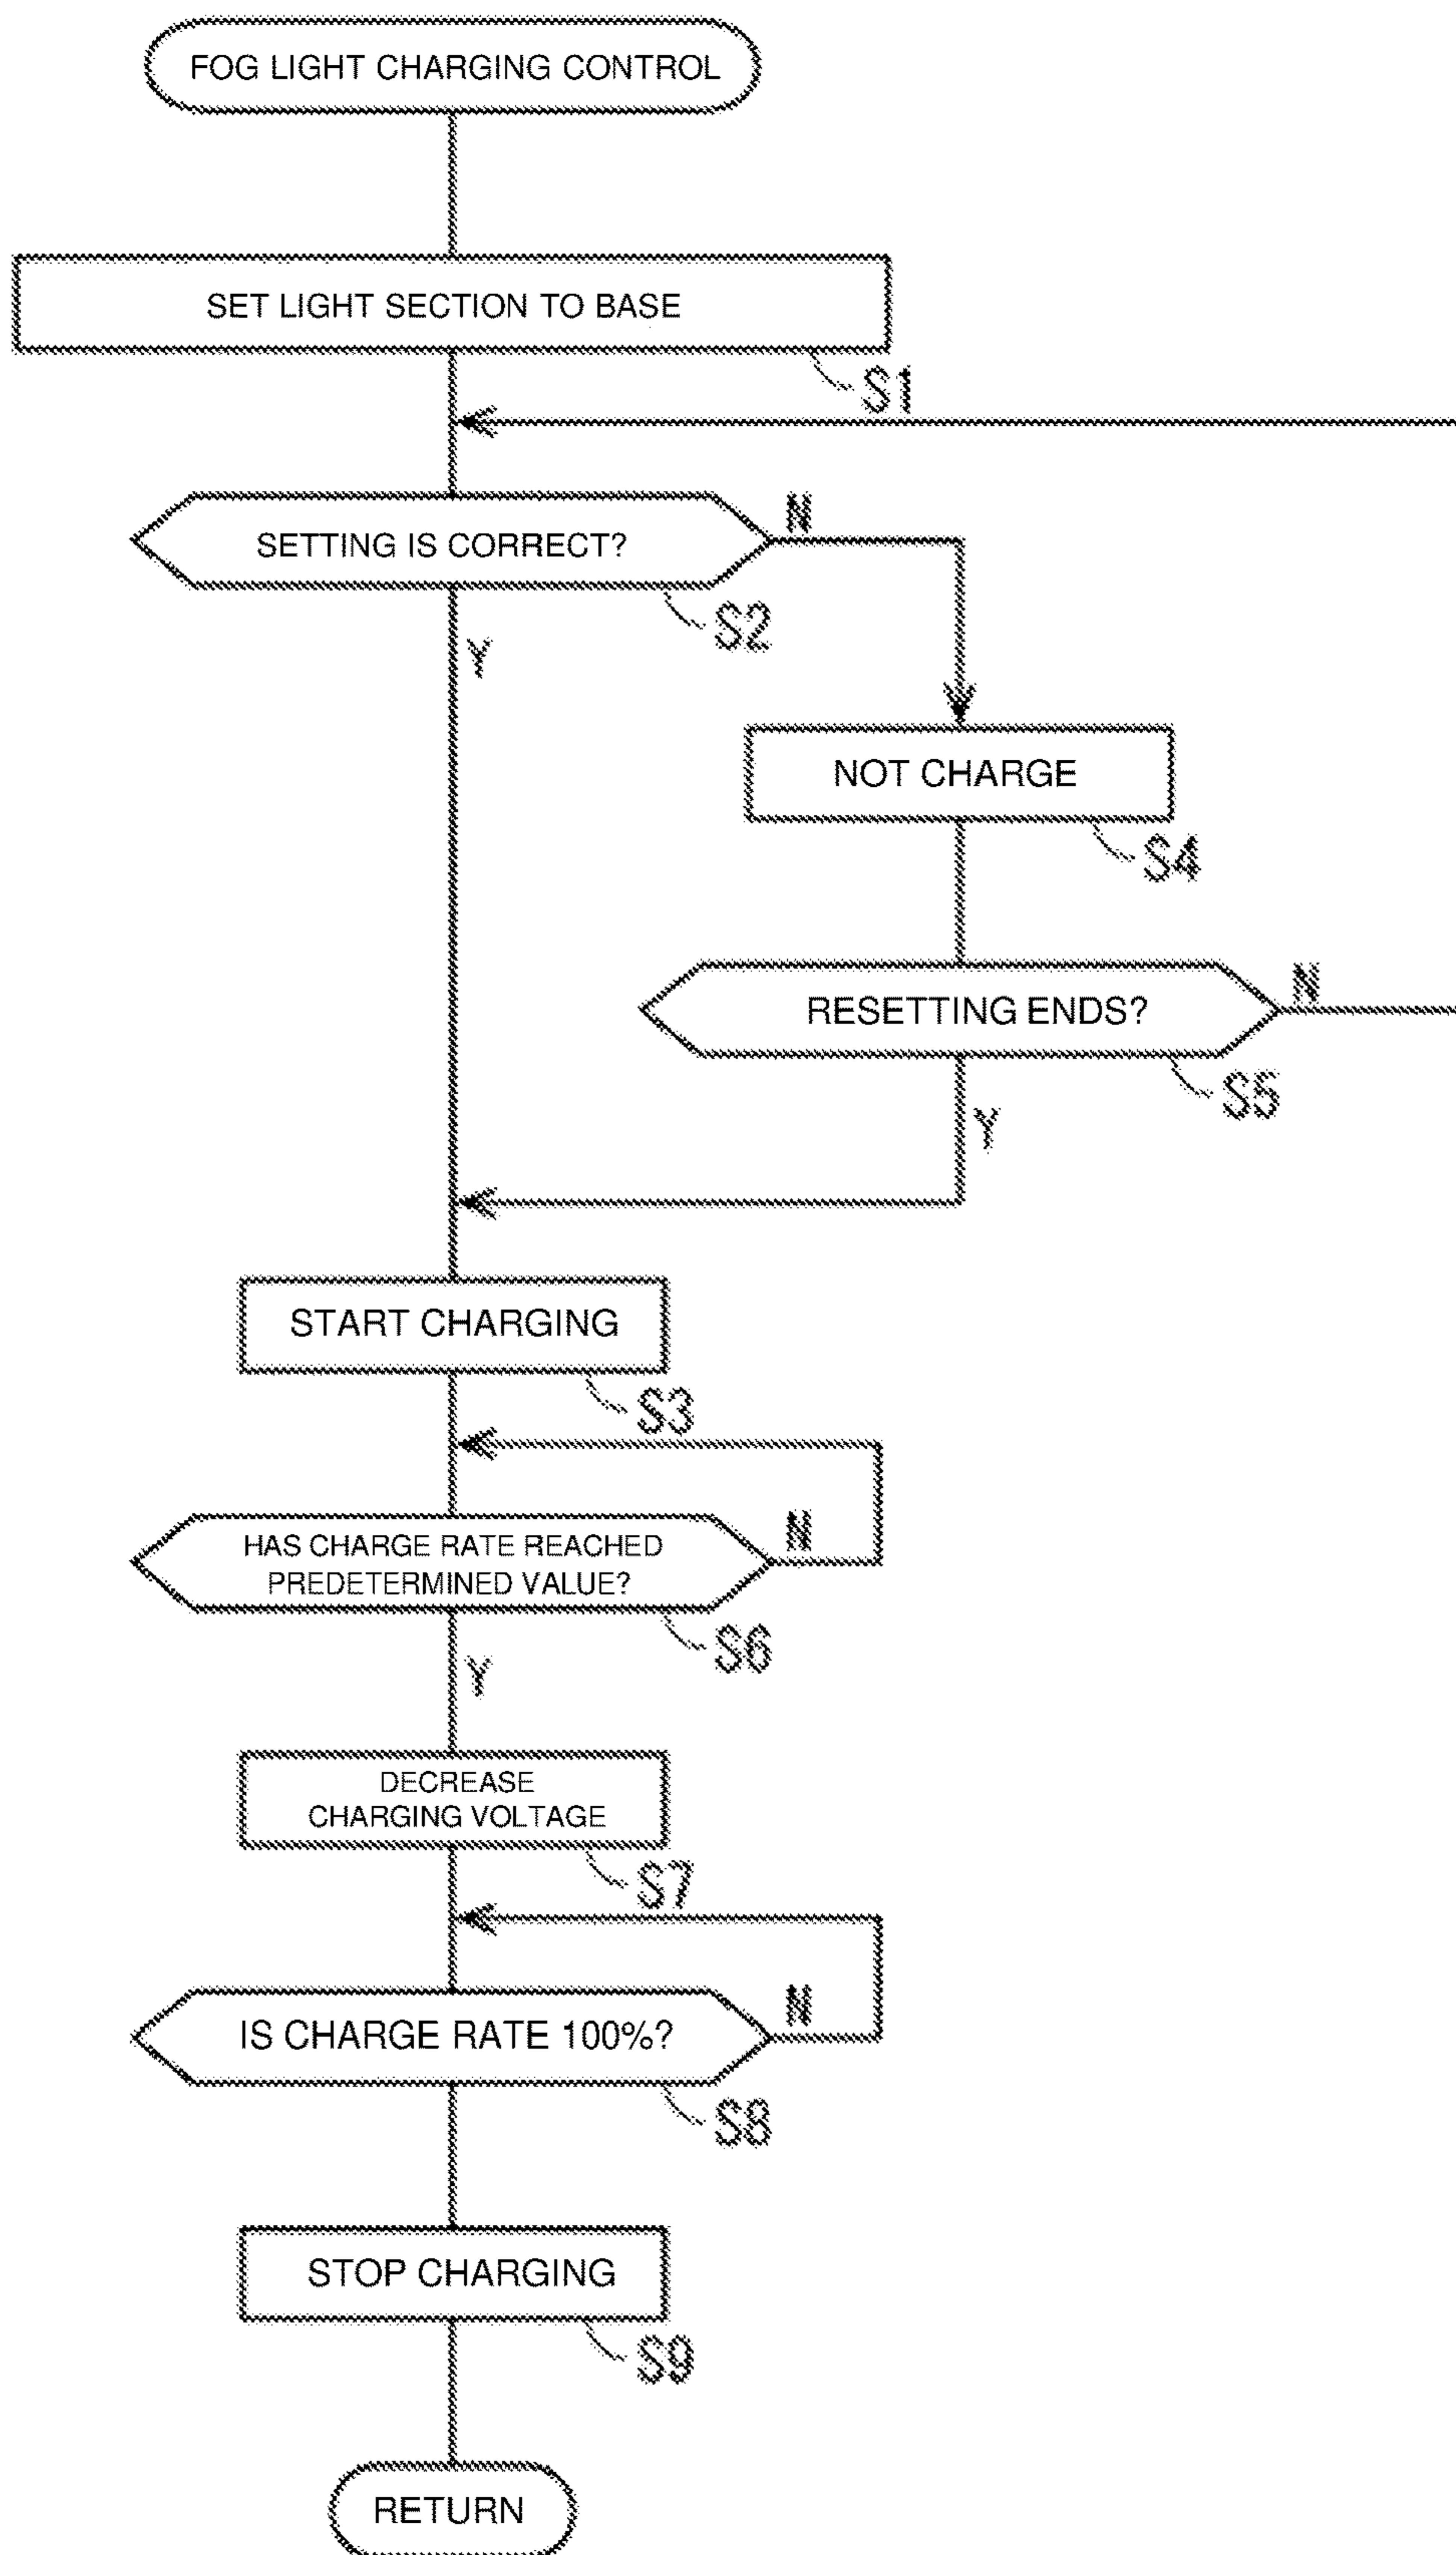 FOG LIGHT CHARGING CONTROL
SET LIGHT SECTION TO BASE
S1
SETTING IS CORRECT?
N
S2
Y
NOT CHARGE
S4
RESETTING ENDS?
N
S5
Y
START CHARGING
S3
HAS CHARGE RATE REACHED
PREDETERMINED VALUE?
N
S6
Y
DECREASE
CHARGING VOLTAGE
S7
IS CHARGE RATE 100%?
N
S8
STOP CHARGING
S9
RETURN